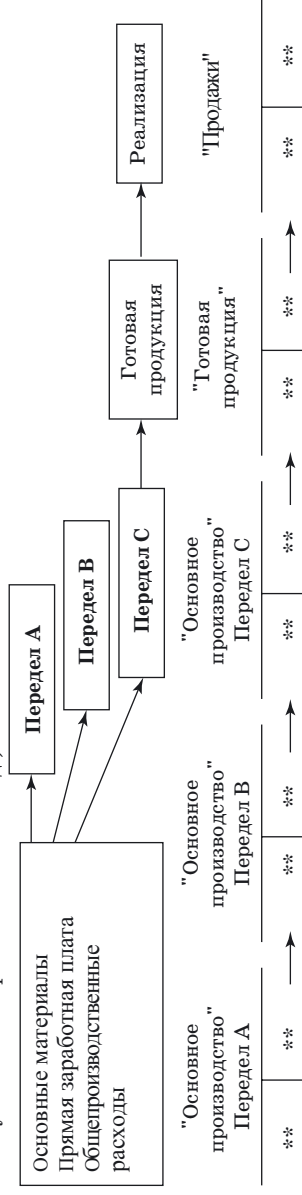 Основные материалы
Прямая заработная плата
Общепроизводственные
расходы
Передел А
Передел В
Передел С
Готовая
продукция
Реализация
"Основное
производство"
Передел А
"Основное
производство"
Передел В
"Основное
производство"
Передел С
"Готовая
продукция"
"Продажи"
** ** ** ** ** ** ** ** ** **